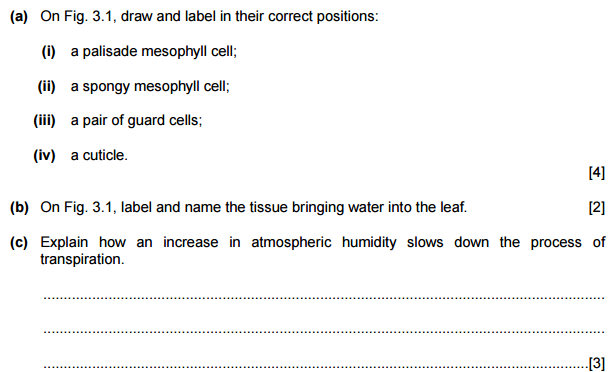 (a) On Fig. 3.1, draw and label in their correct positions:
(i) a palisade mesophyll cell;
(ii) a spongy mesophyll cell;
(iii) a pair of guard cells;
(iv) a cuticle.
[4]
(b) On Fig. 3.1, label and name the tissue bringing water into the leaf. [2]
(c) Explain how an increase in atmospheric humidity slows down the process of
transpiration.
..........................................................................................................................................
..........................................................................................................................................
......................................................................................................................................[3]